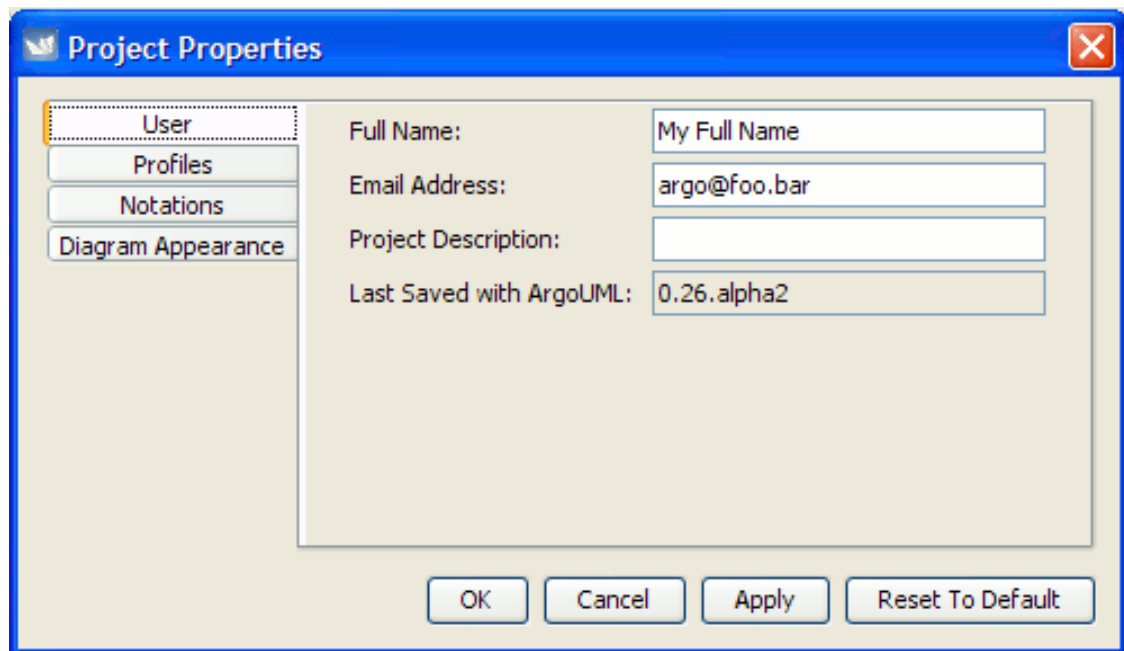 Project Properties
User
Profiles
Notations
Diagram Appearance
Full Name: My Full Name
Email Address: argo@foo.bar
Project Description:
Last Saved with ArgoUML: 0.26.alpha2
OK Cancel Apply Reset To Default